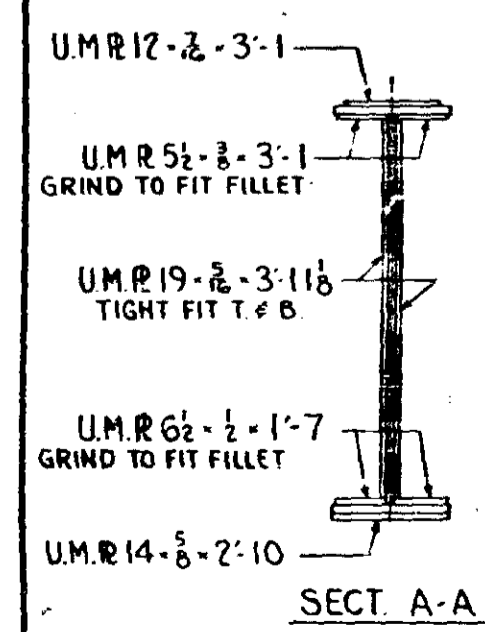 U.M ⅊ 12 × 7/16 × 3'-1
U.M ⅊ 5½ × ⅜ × 3'-1
GRIND TO FIT FILLET
U.M. ⅊ 19 × 5/16 × 3'-11⅛
TIGHT FIT T. & B.
U.M. ⅊ 6½ × ½ × 1'-7
GRIND TO FIT FILLET
U.M. ⅊ 14 × ⅝ × 2'-10
SECT. A-A